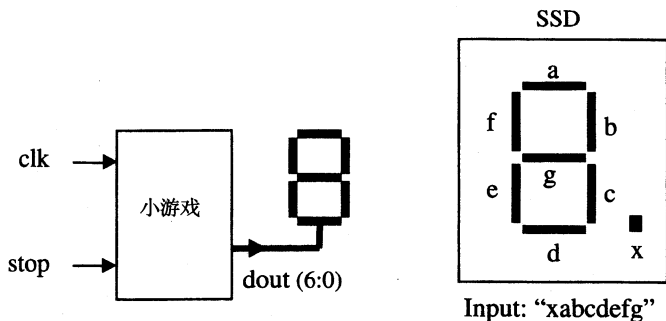 SSD
clk
小游戏
stop
dout (6:0)
a
f
b
g
e
c
d
x
Input: “xabcdefg”